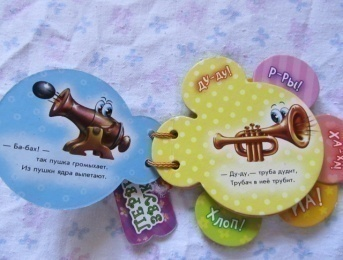 — Ба-бах! —
так пушка громыхает.
Из пушки ядра вылетают.
ДУ-ДУ!
Р-РЫ!
— Ду-ду, — труба дудит,
Трубач в неё трубит.
ХА-ХА
ХЛОП!